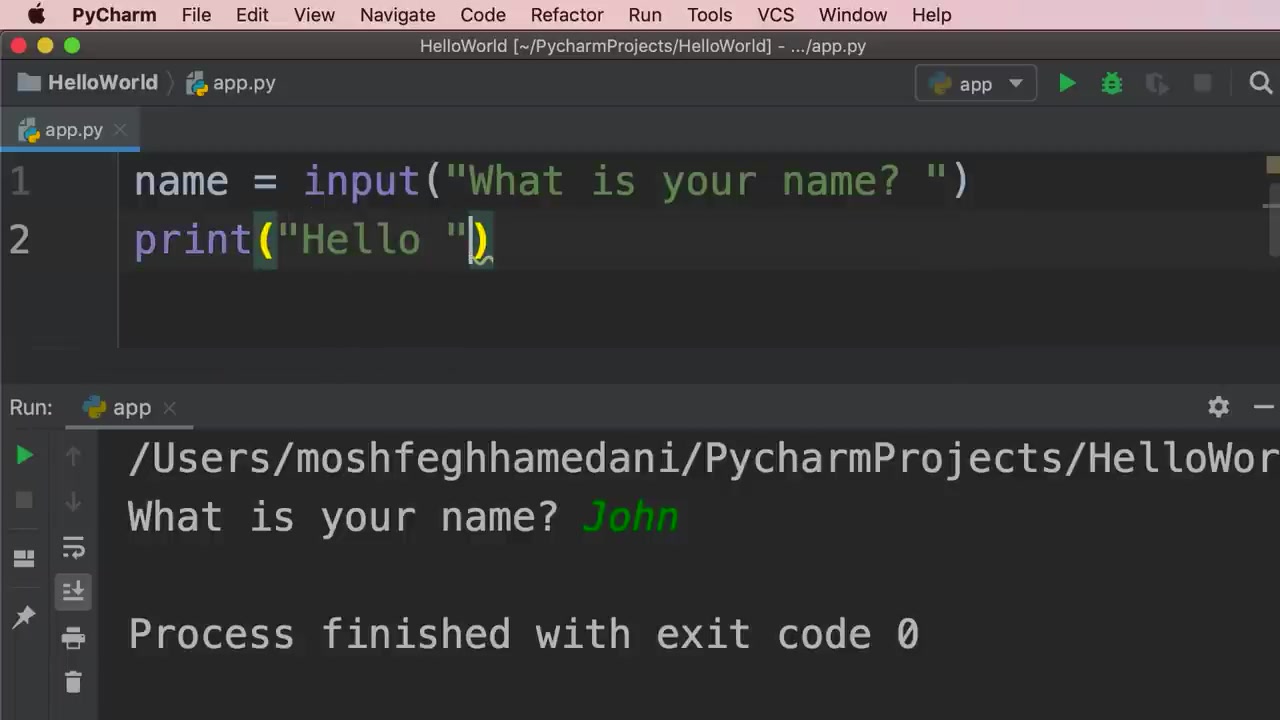 PyCharm File Edit View Navigate Code Refactor Run Tools VCS Window Help
HelloWorld [~/PycharmProjects/HelloWorld] - .../app.py
HelloWorld app.py app
app.py
1 name = input("What is your name? ")
2 print("Hello ")
Run: app
/Users/moshfeghhamedani/PycharmProjects/HelloWor
What is your name? John
Process finished with exit code 0